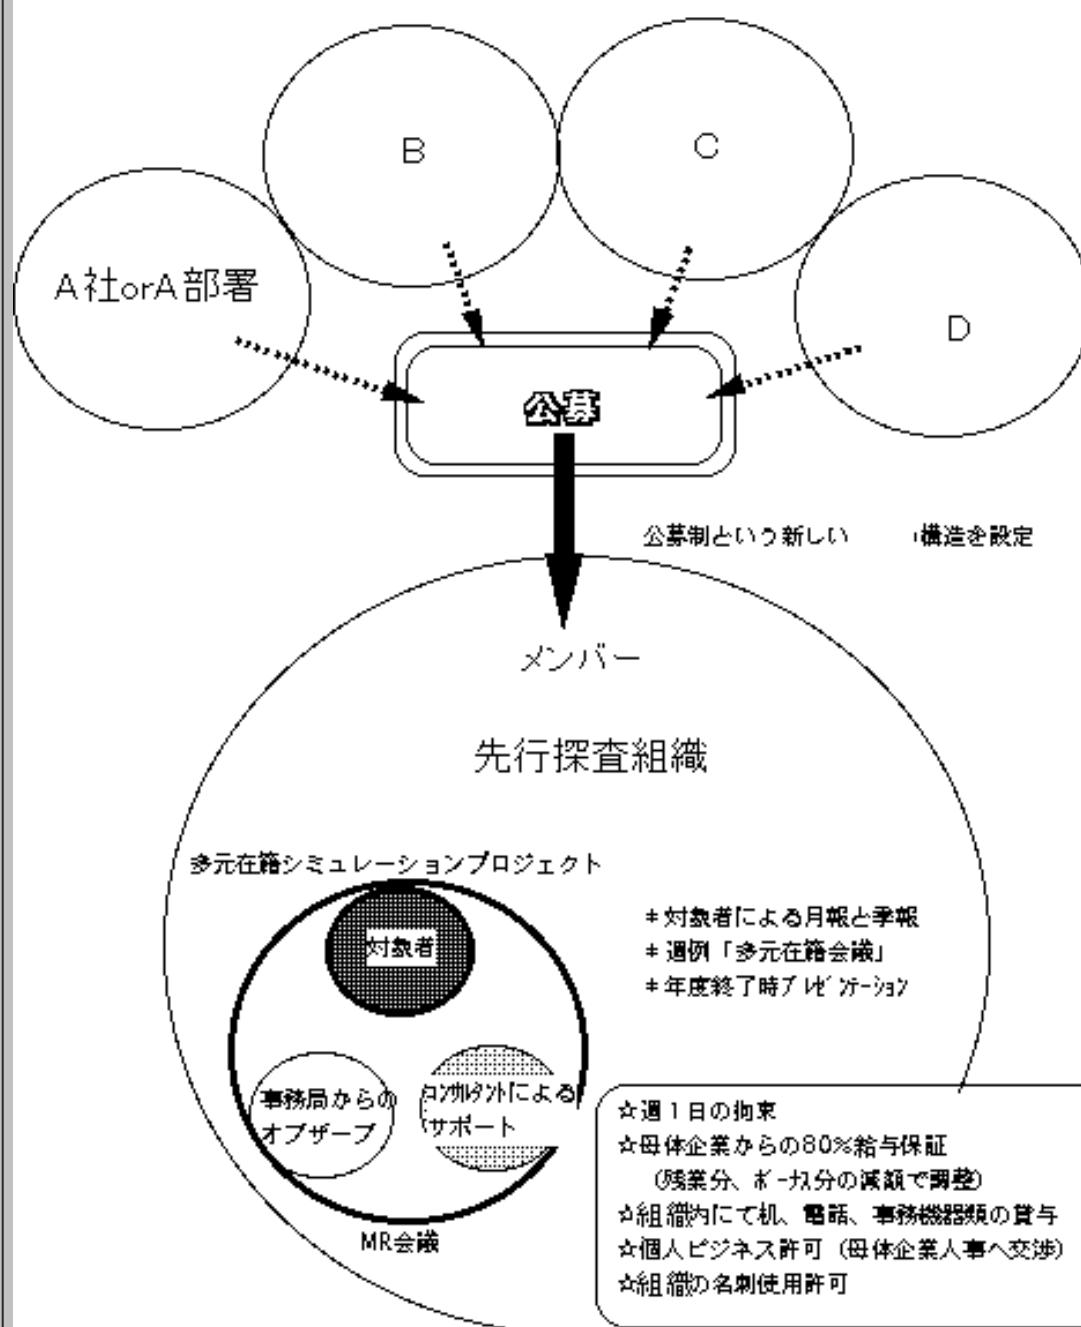 B
C
A社orA部署
D
公募
公募制という新しい 構造を設定
メンバー
先行探査組織
多元在籍シミュレーションプロジェクト
対象者
*対象者による月報と季報
*週例「多元在籍会議」
*年度終了時プレゼンテーション
事務局からの
オブザーブ
コンサルタントによる
サポート
MR会議
☆週1日の拘束
☆母体企業からの80%給与保証
(残業分、ボーナス分の減額で調整)
☆組織内にて机、電話、事務機器類の貸与
☆個人ビジネス許可(母体企業人事へ交渉)
☆組織の名刺使用許可